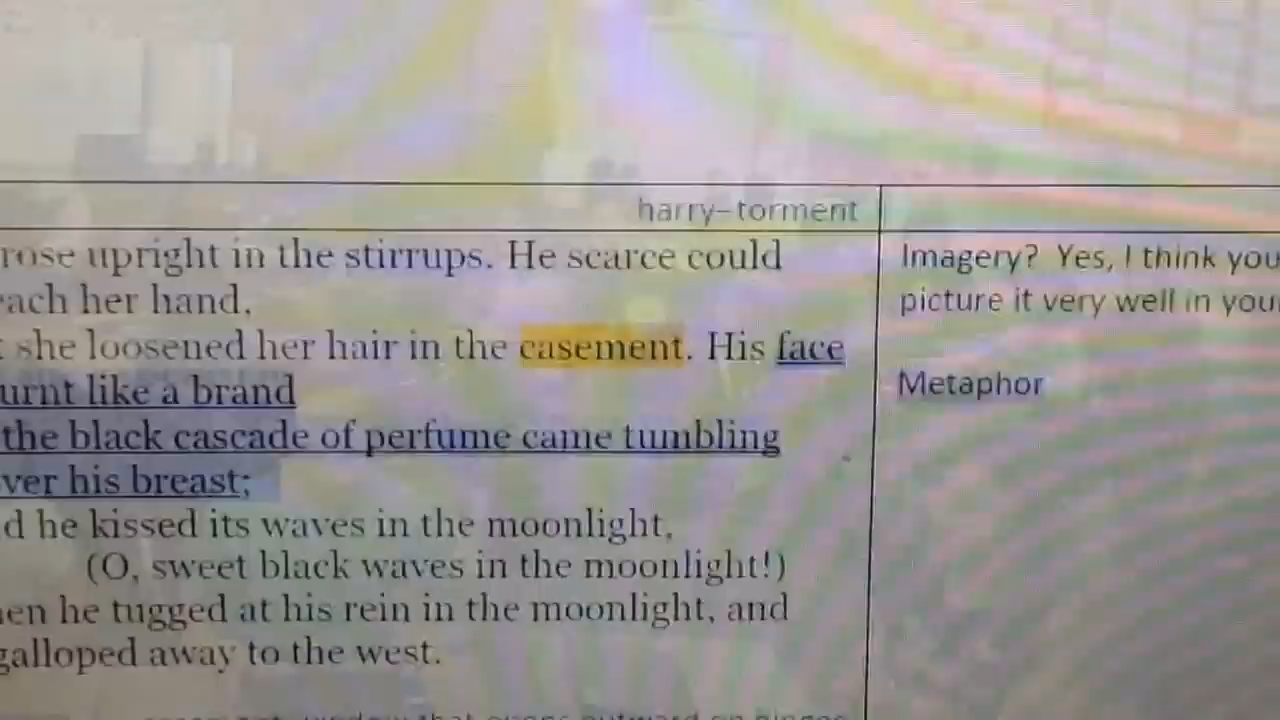 harry–torment
rose upright in the stirrups. He scarce could
each her hand,
she loosened her hair in the casement. His face
urnt like a brand
the black cascade of perfume came tumbling
ver his breast;
d he kissed its waves in the moonlight,
(O, sweet black waves in the moonlight!)
en he tugged at his rein in the moonlight, and
galloped away to the west.
Imagery? Yes, I think you
picture it very well in you
Metaphor